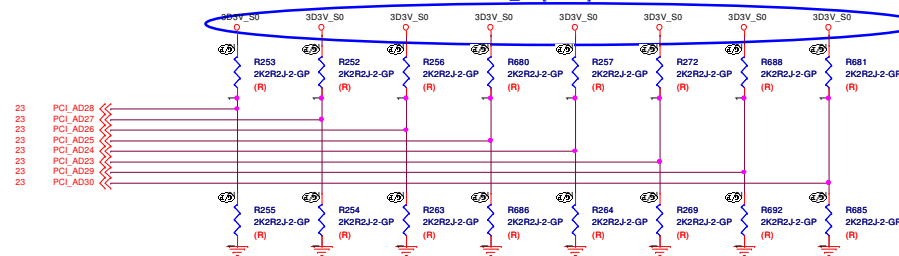 3D3V_S0 3D3V_S0 3D3V_S0 3D3V_S0 3D3V_S0 3D3V_S0 3D3V_S0 3D3V_S0
R253 R252 R256 R680 R257 R272 R688 R681
2K2R2J-2-GP 2K2R2J-2-GP 2K2R2J-2-GP 2K2R2J-2-GP 2K2R2J-2-GP 2K2R2J-2-GP 2K2R2J-2-GP 2K2R2J-2-GP
(R) (R) (R) (R) (R) (R) (R) (R)
23 PCI_AD28
23 PCI_AD27
23 PCI_AD26
23 PCI_AD25
23 PCI_AD24
23 PCI_AD23
23 PCI_AD29
23 PCI_AD30
R255 R254 R263 R686 R264 R269 R692 R685
2K2R2J-2-GP 2K2R2J-2-GP 2K2R2J-2-GP 2K2R2J-2-GP 2K2R2J-2-GP 2K2R2J-2-GP 2K2R2J-2-GP 2K2R2J-2-GP
(R) (R) (R) (R) (R) (R) (R) (R)